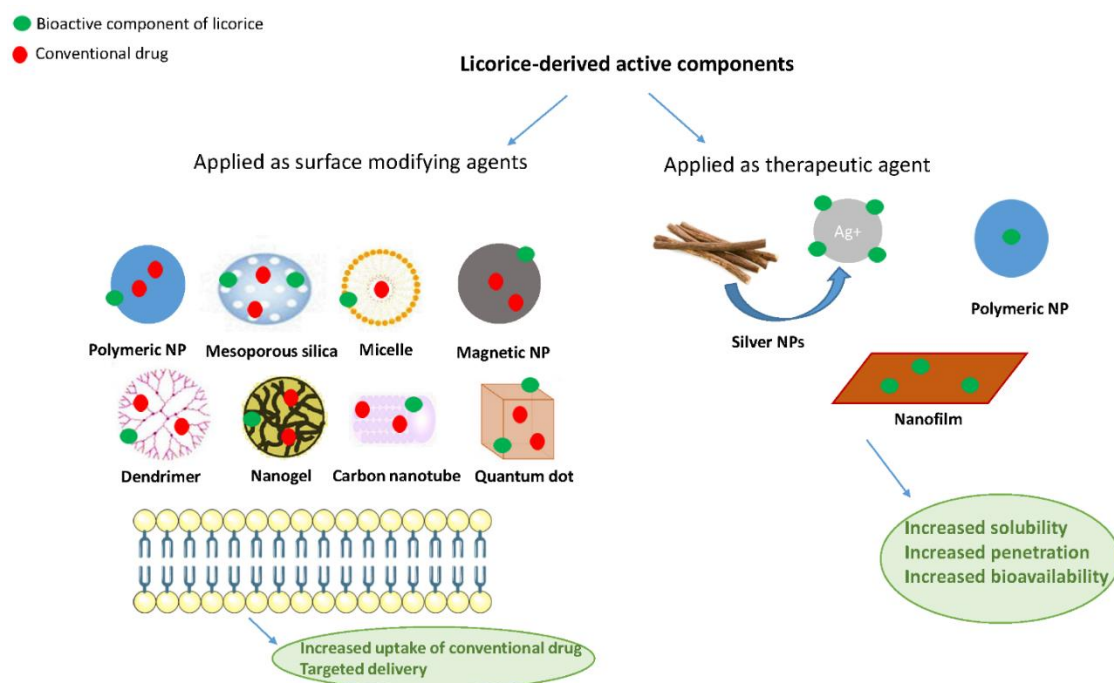 Bioactive component of licorice
Conventional drug
Licorice-derived active components
Applied as surface modifying agents
Applied as therapeutic agent
Ag+
Polymeric NP
Mesoporous silica
Micelle
Magnetic NP
Silver NPs
Polymeric NP
Nanofilm
Dendrimer
Nanogel
Carbon nanotube
Quantum dot
Increased solubility
Increased penetration
Increased bioavailability
Increased uptake of conventional drug
Targeted delivery